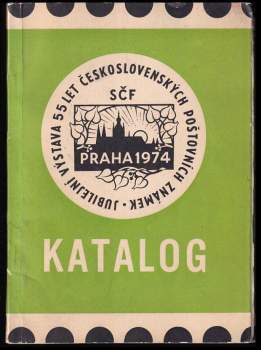 JUBILEJNÍ VÝSTAVA 55 LET ČESKOSLOVENSKÝCH POŠTOVNÍCH ZNÁMEK •
SČF
PRAHA 1974
KATALOG